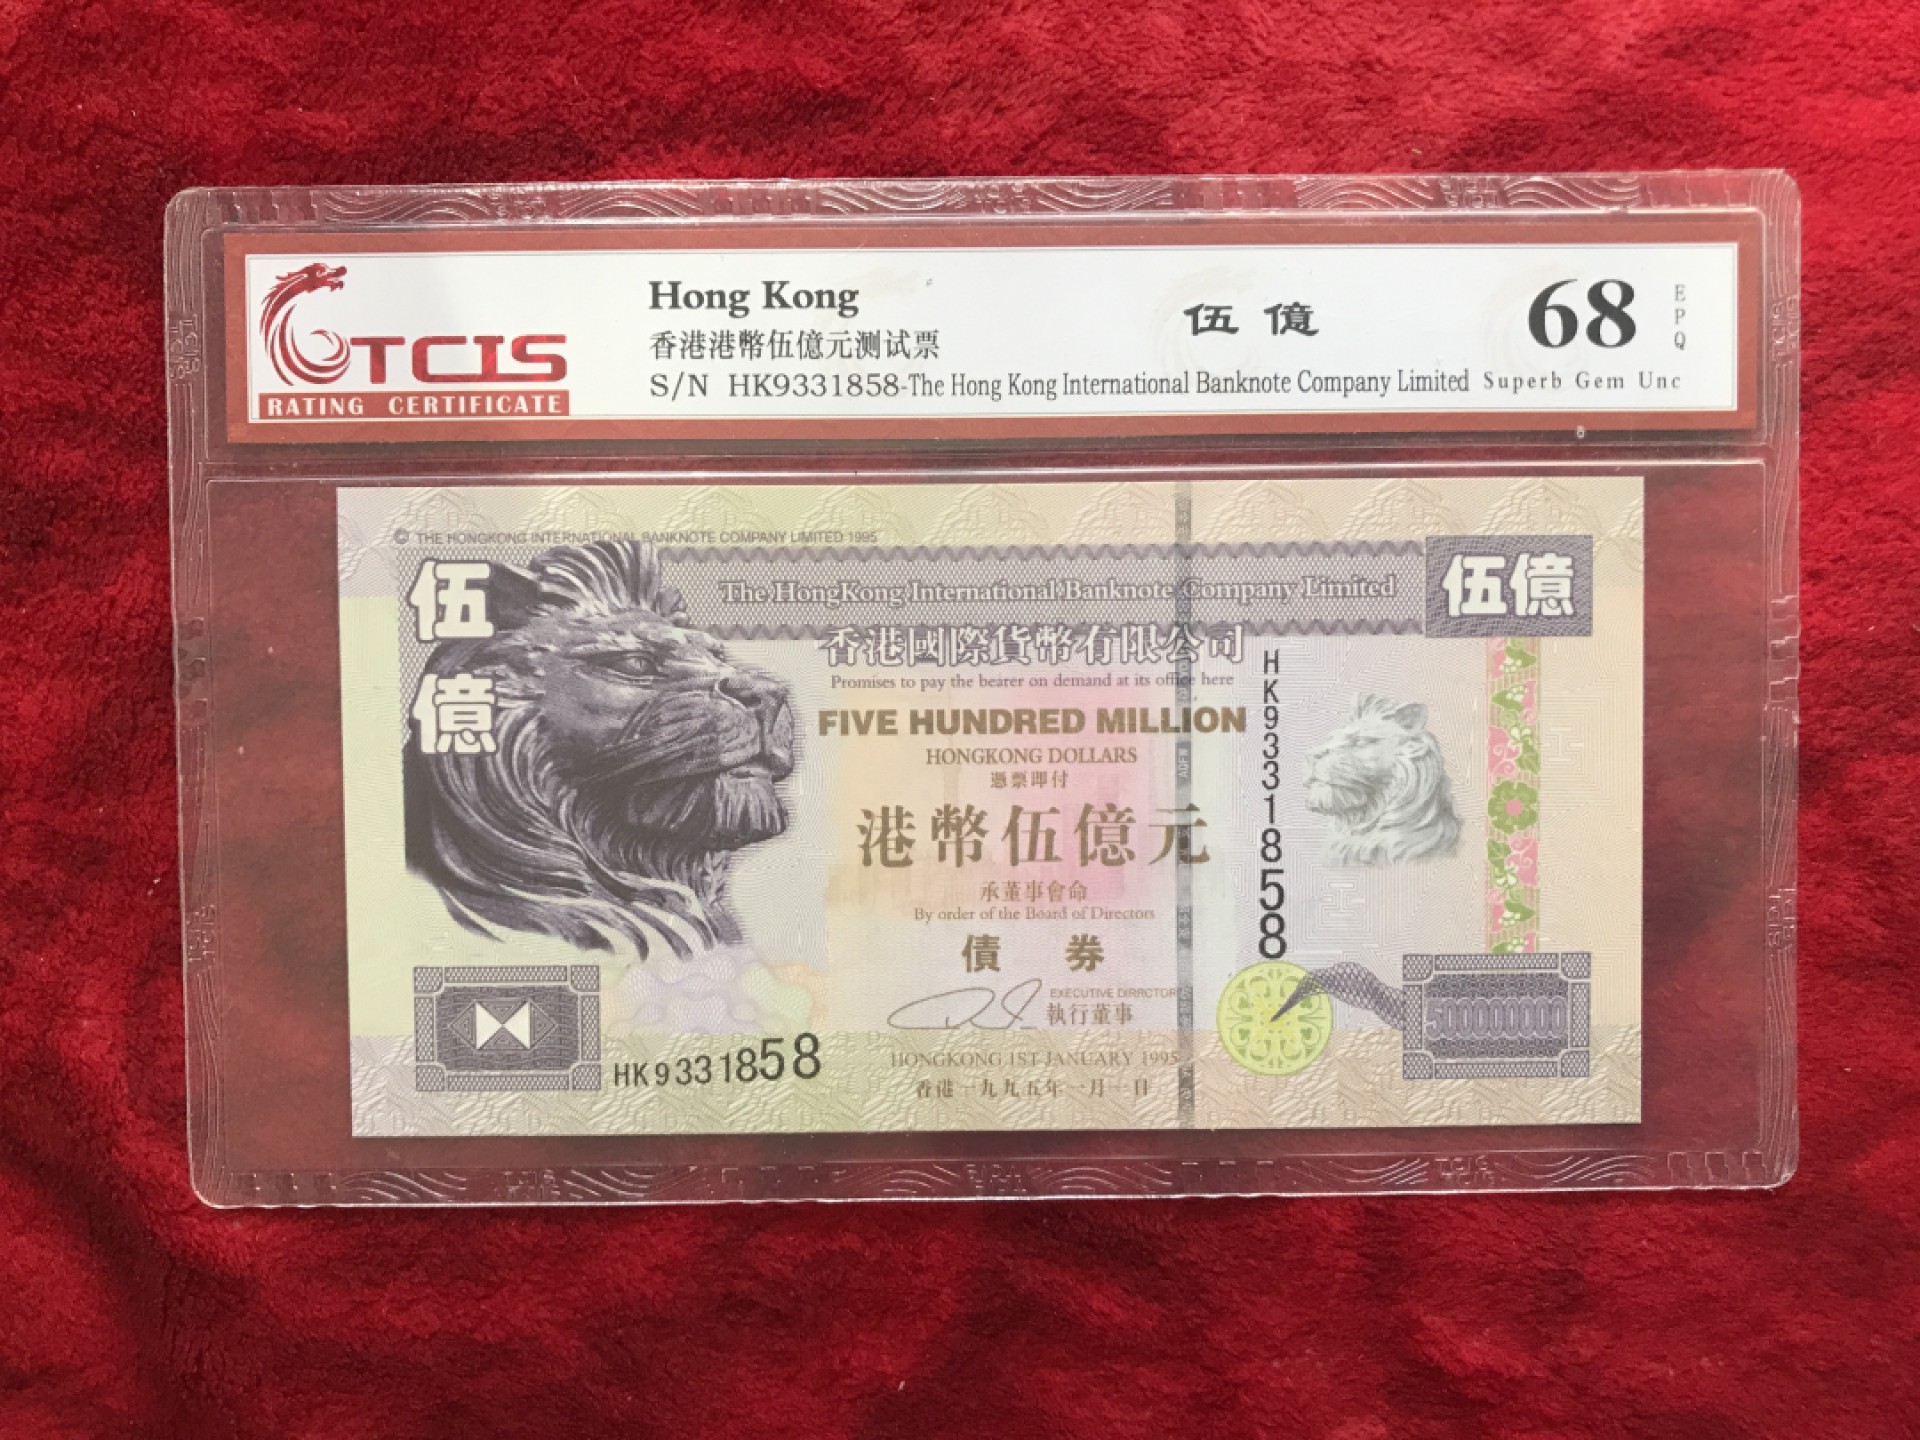 TCIS
RATING CERTIFICATE
Hong Kong
香港港幣伍億元测试票
S/N HK9331858-The Hong Kong International Banknote Company Limited
伍億
68
EPQ
Superb Gem Unc
© THE HONGKONG INTERNATIONAL BANKNOTE COMPANY LIMITED 1995
伍億
The HongKong International Banknote Company Limited
伍億
香港國際貨幣有限公司
Promises to pay the bearer on demand at its office here
FIVE HUNDRED MILLION
HONGKONG DOLLARS
憑票即付
港幣伍億元
承董事會命
By order of the Board of Directors
債券
EXECUTIVE DIRRCTOR
執行董事
HONGKONG 1ST JANUARY 1995
香港一九九五年一月一日
HK9331858
HK9331858
500000000